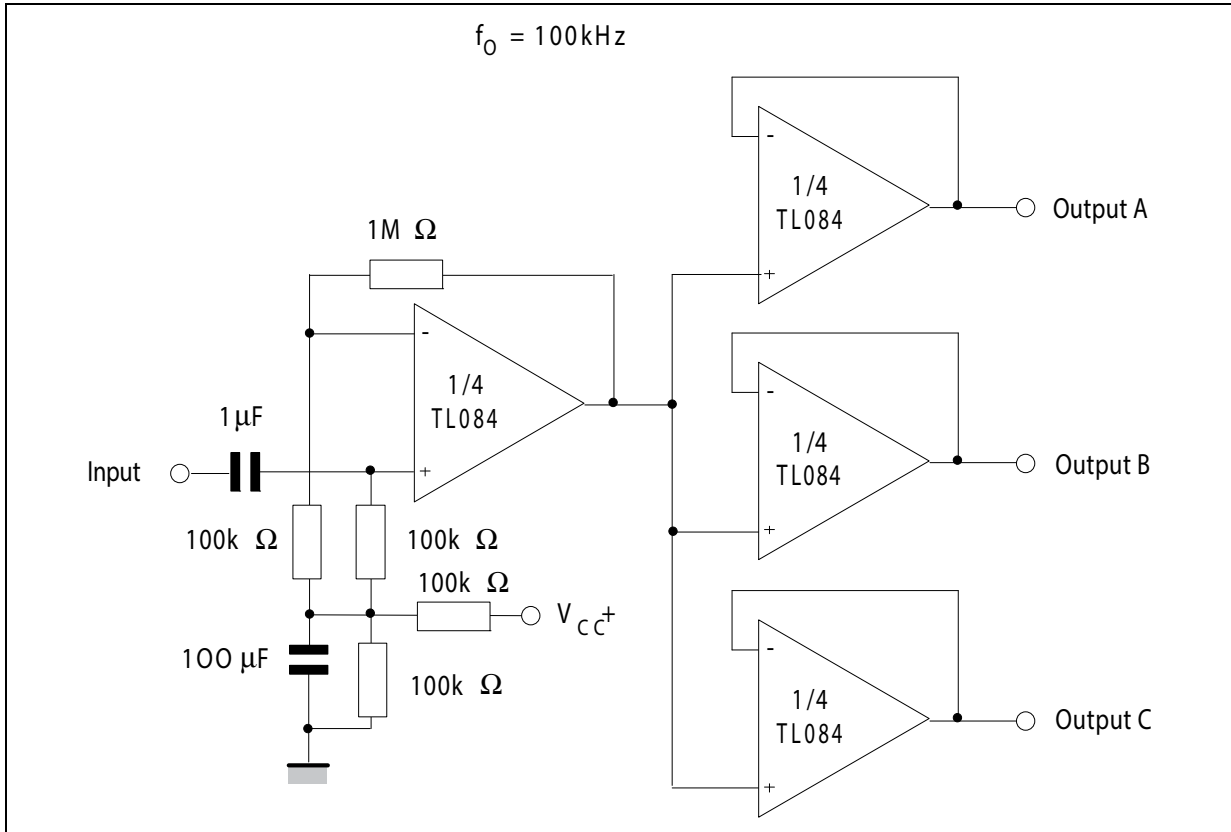 fO = 100kHz
-
1/4
TL084
+
Output A
1M Ω
-
1/4
TL084
+
1µF
Input
-
1/4
TL084
+
Output B
100k Ω
100k Ω
100k Ω
VCC+
100 µF
100k Ω
-
1/4
TL084
+
Output C